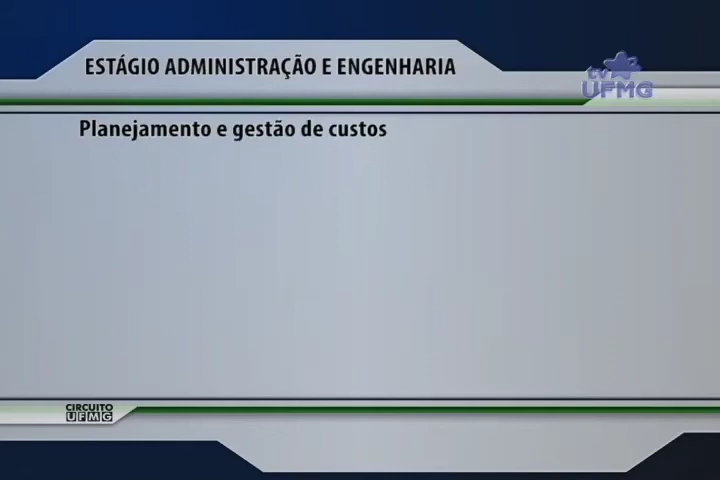 ESTÁGIO ADMINISTRAÇÃO E ENGENHARIA
tv
UFMG
Planejamento e gestão de custos
CIRCUITO
UFMG